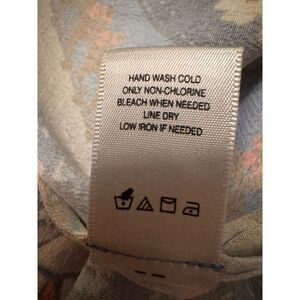 HAND WASH COLD
ONLY NON-CHLORINE
BLEACH WHEN NEEDED
LINE DRY
LOW IRON IF NEEDED